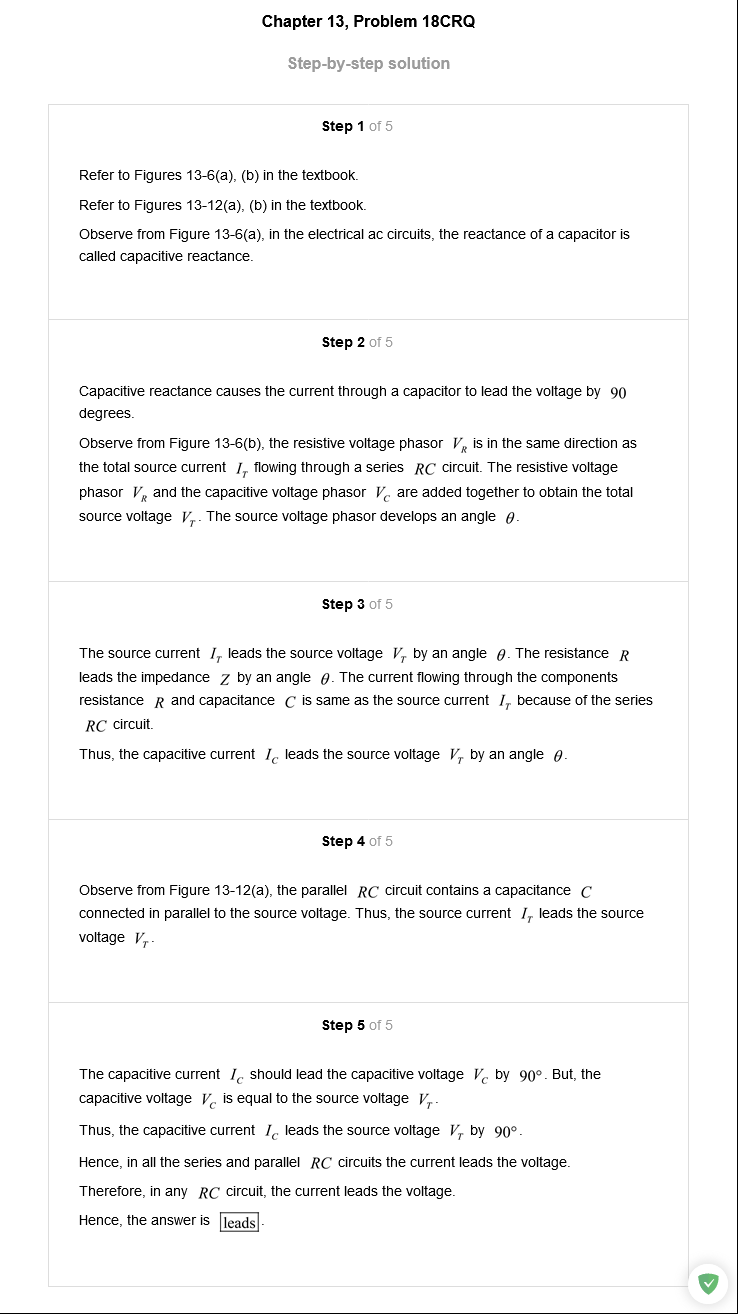 Chapter 13, Problem 18CRQ
Step-by-step solution
Step 1 of 5
Refer to Figures 13-6(a), (b) in the textbook.
Refer to Figures 13-12(a), (b) in the textbook.
Observe from Figure 13-6(a), in the electrical ac circuits, the reactance of a capacitor is
called capacitive reactance.
Step 2 of 5
Capacitive reactance causes the current through a capacitor to lead the voltage by 90
degrees.
Observe from Figure 13-6(b), the resistive voltage phasor V_R is in the same direction as
the total source current I_T flowing through a series RC circuit. The resistive voltage
phasor V_R and the capacitive voltage phasor V_C are added together to obtain the total
source voltage V_T. The source voltage phasor develops an angle θ.
Step 3 of 5
The source current I_T leads the source voltage V_T by an angle θ. The resistance R
leads the impedance Z by an angle θ. The current flowing through the components
resistance R and capacitance C is same as the source current I_T because of the series
RC circuit.
Thus, the capacitive current I_C leads the source voltage V_T by an angle θ.
Step 4 of 5
Observe from Figure 13-12(a), the parallel RC circuit contains a capacitance C
connected in parallel to the source voltage. Thus, the source current I_T leads the source
voltage V_T.
Step 5 of 5
The capacitive current I_C should lead the capacitive voltage V_C by 90°. But, the
capacitive voltage V_C is equal to the source voltage V_T.
Thus, the capacitive current I_C leads the source voltage V_T by 90°.
Hence, in all the series and parallel RC circuits the current leads the voltage.
Therefore, in any RC circuit, the current leads the voltage.
Hence, the answer is leads.